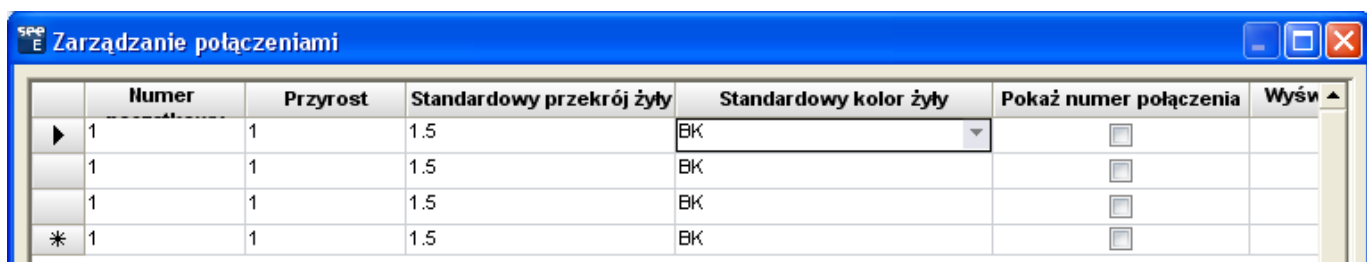 see E Zarządzanie połączeniami
Numer Przyrost Standardowy przekrój żyły Standardowy kolor żyły Pokaż numer połączenia
1 1 1.5 BK
1 1 1.5 BK
1 1 1.5 BK
1 1 1.5 BK